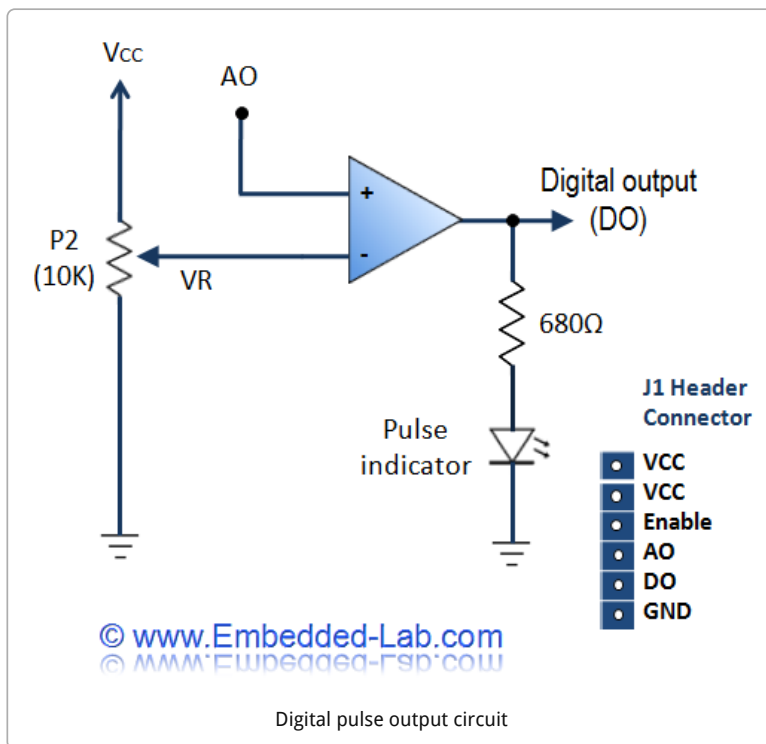 Vcc
AO
P2
(10K)
VR
+
-
Digital output
(DO)
680Ω
Pulse
indicator
J1 Header
Connector
VCC
VCC
Enable
AO
DO
GND
© www.Embedded-Lab.com
Digital pulse output circuit